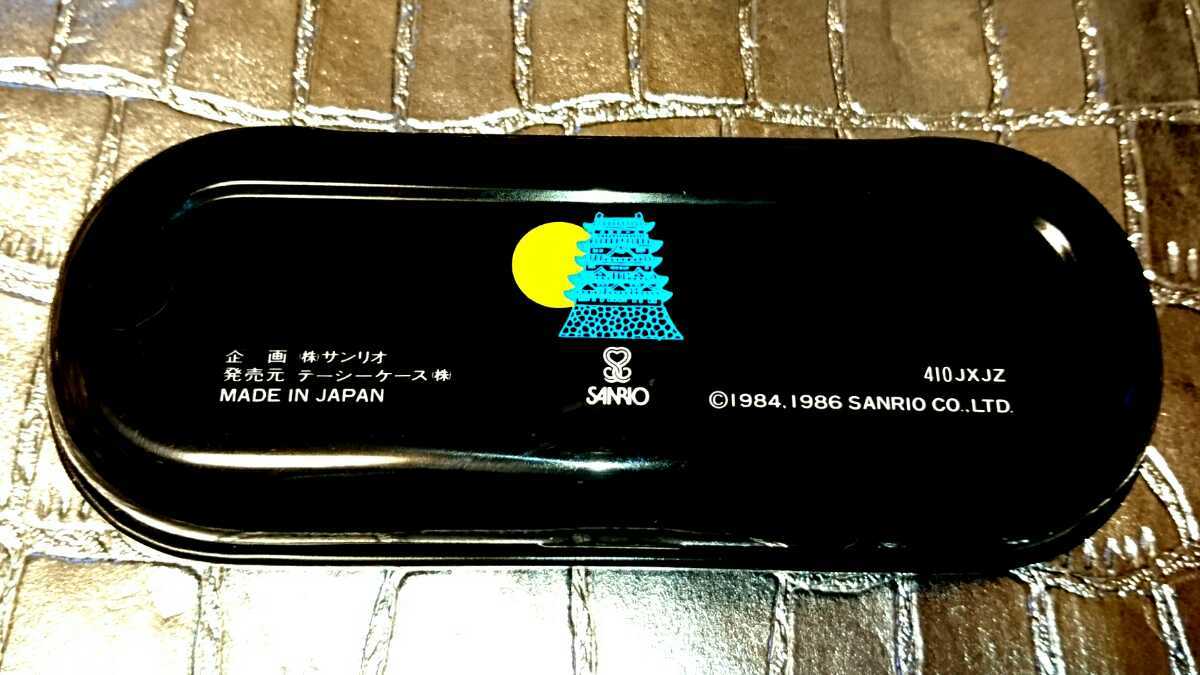 企 画 ㈱サンリオ
発売元 テーシーケース㈱
MADE IN JAPAN
SANRIO
410JXJZ
©1984.1986 SANRIO CO.,LTD.